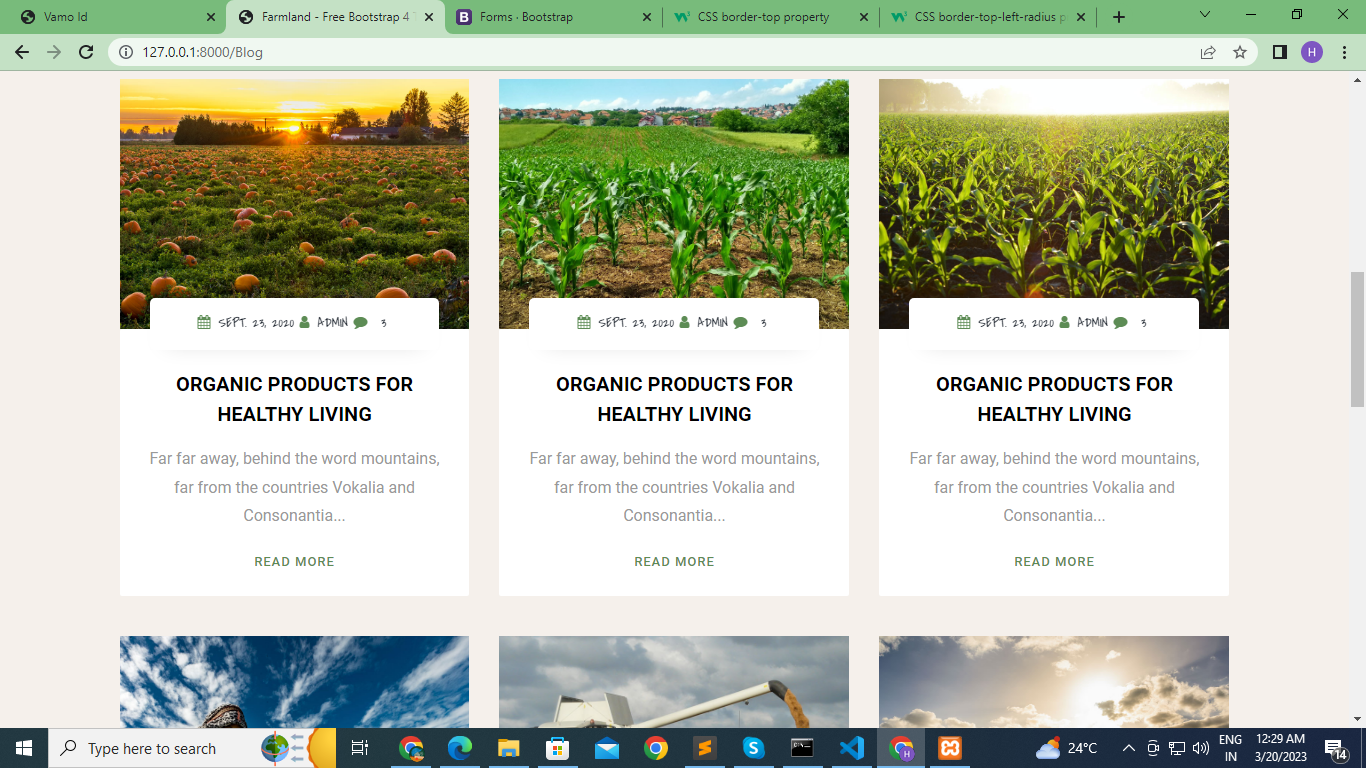 Vamo Id
Farmland - Free Bootstrap 4 T
Forms · Bootstrap
CSS border-top property
CSS border-top-left-radius p
127.0.0.1:8000/Blog
H
SEPT. 23, 2020 ADMIN 3
ORGANIC PRODUCTS FOR
HEALTHY LIVING
Far far away, behind the word mountains,
far from the countries Vokalia and
Consonantia...
READ MORE
SEPT. 23, 2020 ADMIN 3
ORGANIC PRODUCTS FOR
HEALTHY LIVING
Far far away, behind the word mountains,
far from the countries Vokalia and
Consonantia...
READ MORE
SEPT. 23, 2020 ADMIN 3
ORGANIC PRODUCTS FOR
HEALTHY LIVING
Far far away, behind the word mountains,
far from the countries Vokalia and
Consonantia...
READ MORE
Type here to search
H
24°C
ENG
IN
12:29 AM
3/20/2023
14